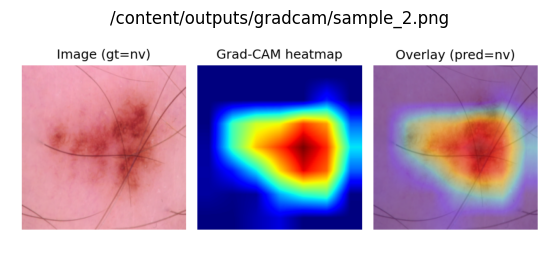 /content/outputs/gradcam/sample_2.png
Image (gt=nv)
Grad-CAM heatmap
Overlay (pred=nv)